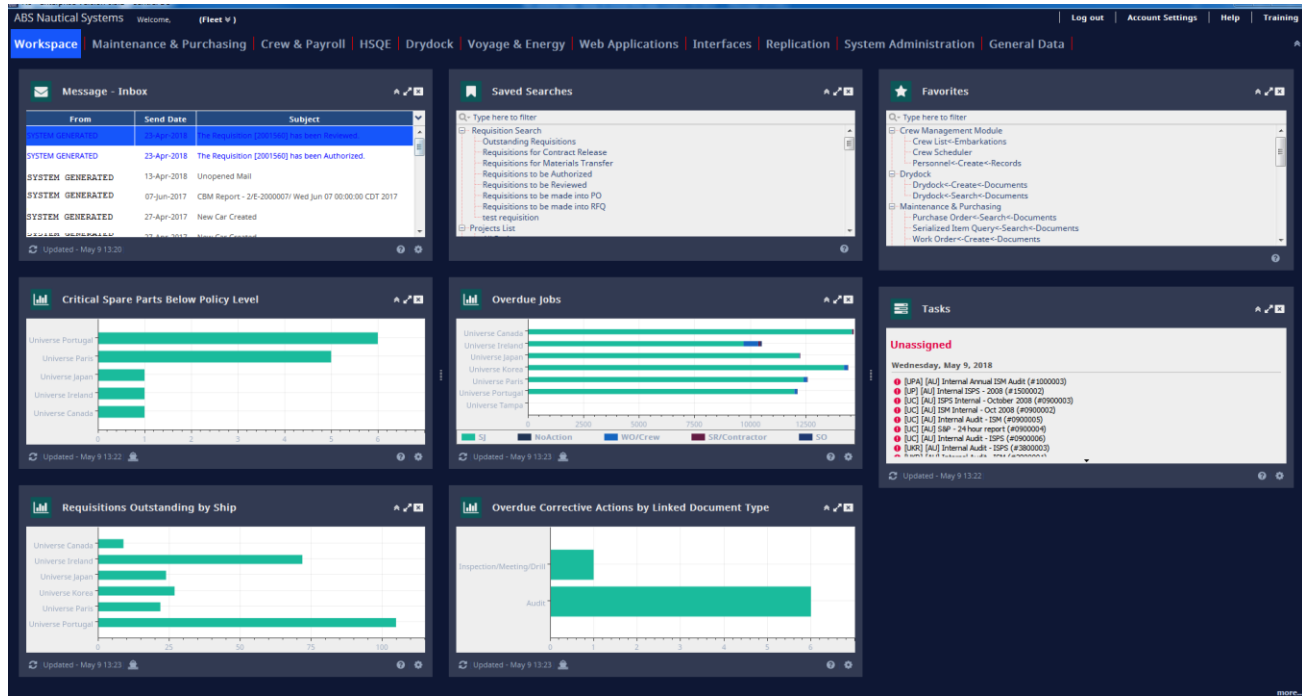 ABS Nautical Systems Welcome, (Fleet ∀ ) Log out Account Settings Help Training
Workspace Maintenance & Purchasing Crew & Payroll HSQE Drydock Voyage & Energy Web Applications Interfaces Replication System Administration General Data
Message - Inbox
From Send Date Subject
SYSTEM GENERATED 23-Apr-2018 The Requisition [2001560] has been Reviewed.
SYSTEM GENERATED 23-Apr-2018 The Requisition [2001560] has been Authorized.
SYSTEM GENERATED 13-Apr-2018 Unopened Mail
SYSTEM GENERATED 07-Jun-2017 CBM Report - 2/E-2000007/ Wed Jun 07 00:00:00 CDT 2017
SYSTEM GENERATED 27-Apr-2017 New Car Created
SYSTEM GENERATED 27-Apr-2017 New Car Created
Updated - May 9 13:20
Saved Searches
Type here to filter
Requisition Search
Outstanding Requisitions
Requisitions for Contract Release
Requisitions for Materials Transfer
Requisitions to be Authorized
Requisitions to be Reviewed
Requisitions to be made into PO
Requisitions to be made into RFQ
test requisition
Projects List
Favorites
Type here to filter
Crew Management Module
Crew List<-Embarkations
Crew Scheduler
Personnel<-Create<-Records
Drydock
Drydock<-Create<-Documents
Drydock<-Search<-Documents
Maintenance & Purchasing
Purchase Order<-Search<-Documents
Serialized Item Query<-Search<-Documents
Work Order<-Create<-Documents
Critical Spare Parts Below Policy Level
Universe Portugal
Universe Paris
Universe Japan
Universe Ireland
Universe Canada
0 1 2 3 4 5 6
Updated - May 9 13:22
Overdue Jobs
Universe Canada
Universe Ireland
Universe Japan
Universe Korea
Universe Paris
Universe Portugal
Universe Tampa
0 2500 5000 7500 10000 12500
SJ NoAction WO/Crew SR/Contractor SO
Updated - May 9 13:23
Tasks
Unassigned
Wednesday, May 9, 2018
[UPA] [AU] Internal Annual ISM Audit (#1000003)
[UP] [AU] Internal ISPS - 2008 (#1500002)
[UC] [AU] ISPS Internal - October 2008 (#0900003)
[UC] [AU] ISM Internal - Oct 2008 (#0900002)
[UC] [AU] Internal Audit - ISM (#0900005)
[UC] [AU] S&P - 24 hour report (#0900004)
[UC] [AU] Internal Audit - ISPS (#0900006)
[UKR] [AU] Internal Audit - ISPS (#3800003)
Updated - May 9 13:22
Requisitions Outstanding by Ship
Universe Canada
Universe Ireland
Universe Japan
Universe Korea
Universe Paris
Universe Portugal
0 25 50 75 100
Updated - May 9 13:23
Overdue Corrective Actions by Linked Document Type
Inspection/Meeting/Drill
Audit
0 1 2 3 4 5 6
Updated - May 9 13:23
more...